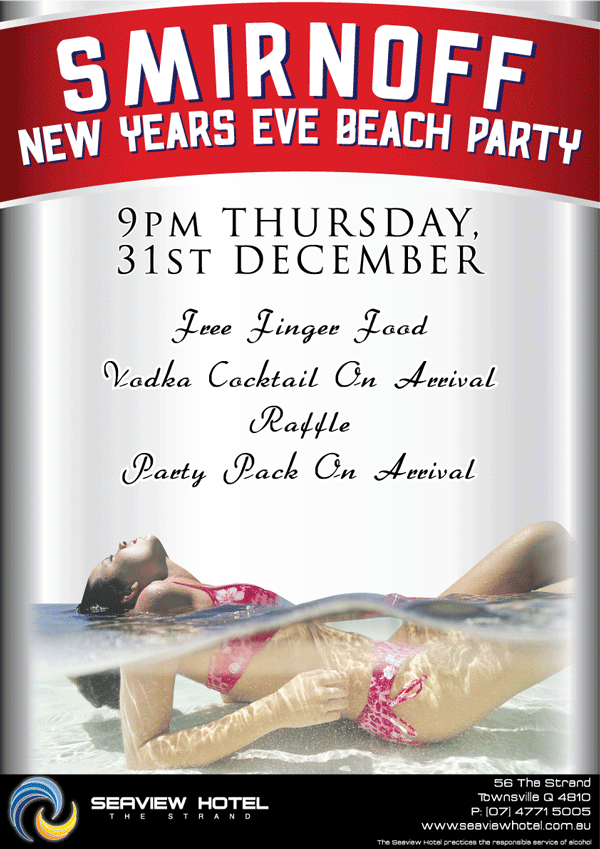 SMIRNOFF
NEW YEARS EVE BEACH PARTY
9PM THURSDAY,
31ST DECEMBER
Free Finger Food
Vodka Cocktail On Arrival
Raffle
Party Pack On Arrival
SEAVIEW HOTEL
THE STRAND
56 The Strand
Townsville Q 4810
P: (07) 4771 5005
www.seaviewhotel.com.au
The Seaview Hotel practices the responsible service of alcohol